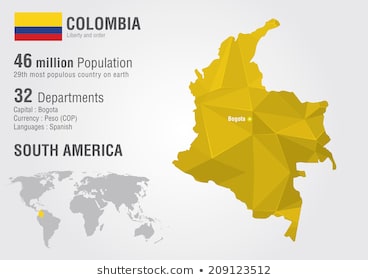 COLOMBIA
Liberty and order
46 million Population
29th most populous country on earth
32 Departments
Capital : Bogota
Currency : Peso (COP)
Languages : Spanish
SOUTH AMERICA
Bogota
shutterstock.com • 209123512